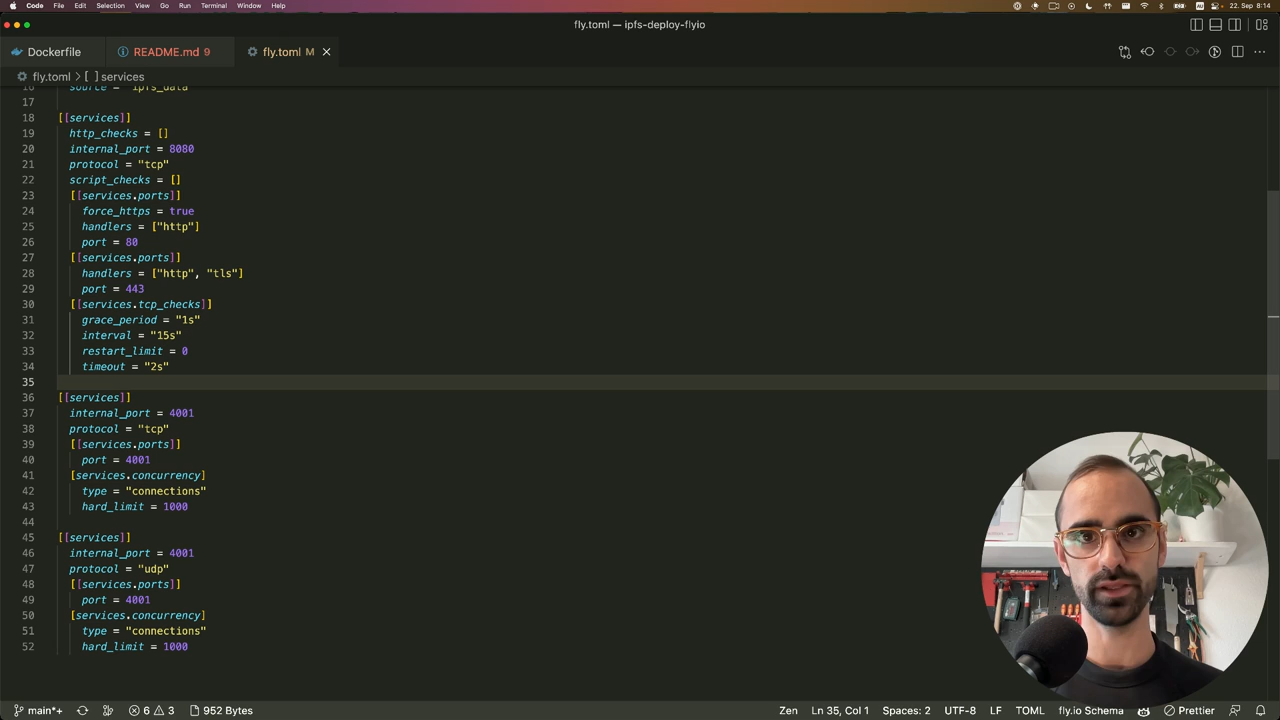 Code File Edit Selection View Go Run Terminal Window Help 22. Sep 8:14
fly.toml — ipfs-deploy-flyio
Dockerfile README.md 9 fly.toml M
fly.toml > [ ] services
16 source = "ipfs_data"
17
18 [[services]]
19 http_checks = []
20 internal_port = 8080
21 protocol = "tcp"
22 script_checks = []
23 [[services.ports]]
24 force_https = true
25 handlers = ["http"]
26 port = 80
27 [[services.ports]]
28 handlers = ["http", "tls"]
29 port = 443
30 [[services.tcp_checks]]
31 grace_period = "1s"
32 interval = "15s"
33 restart_limit = 0
34 timeout = "2s"
35
36 [[services]]
37 internal_port = 4001
38 protocol = "tcp"
39 [[services.ports]]
40 port = 4001
41 [services.concurrency]
42 type = "connections"
43 hard_limit = 1000
44
45 [[services]]
46 internal_port = 4001
47 protocol = "udp"
48 [[services.ports]]
49 port = 4001
50 [services.concurrency]
51 type = "connections"
52 hard_limit = 1000
main*+ 6 3 952 Bytes Zen Ln 35, Col 1 Spaces: 2 UTF-8 LF TOML fly.io Schema Prettier